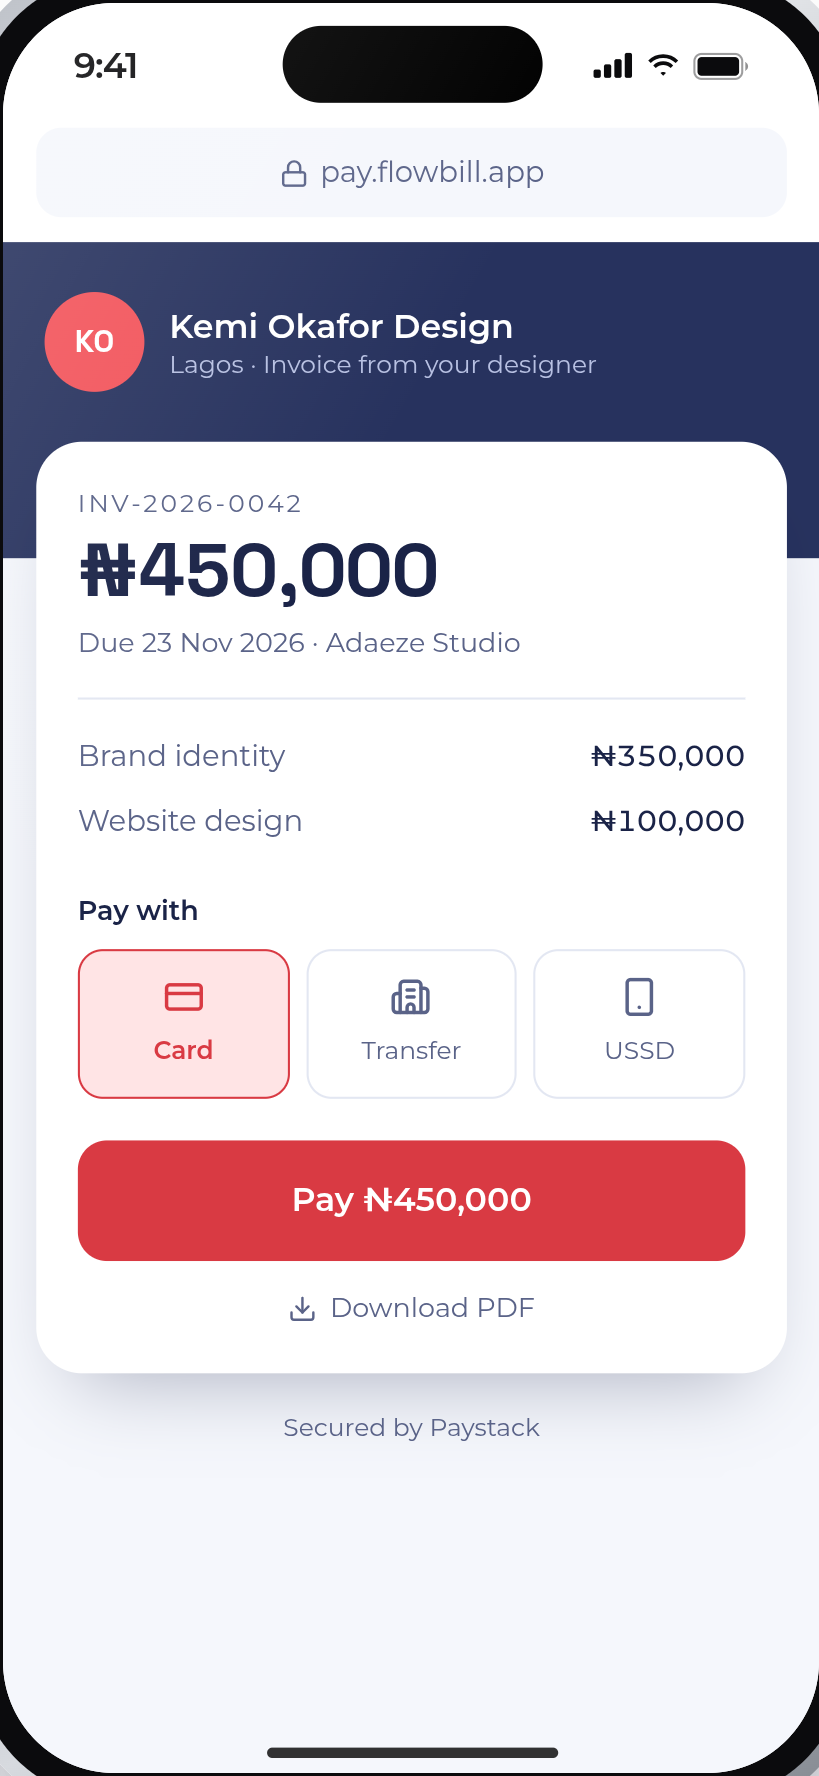 9:41
pay.flowbill.app
KO
Kemi Okafor Design
Lagos · Invoice from your designer
INV-2026-0042
₦450,000
Due 23 Nov 2026 · Adaeze Studio
Brand identity ₦350,000
Website design ₦100,000
Pay with
Card Transfer USSD
Pay ₦450,000
Download PDF
Secured by Paystack